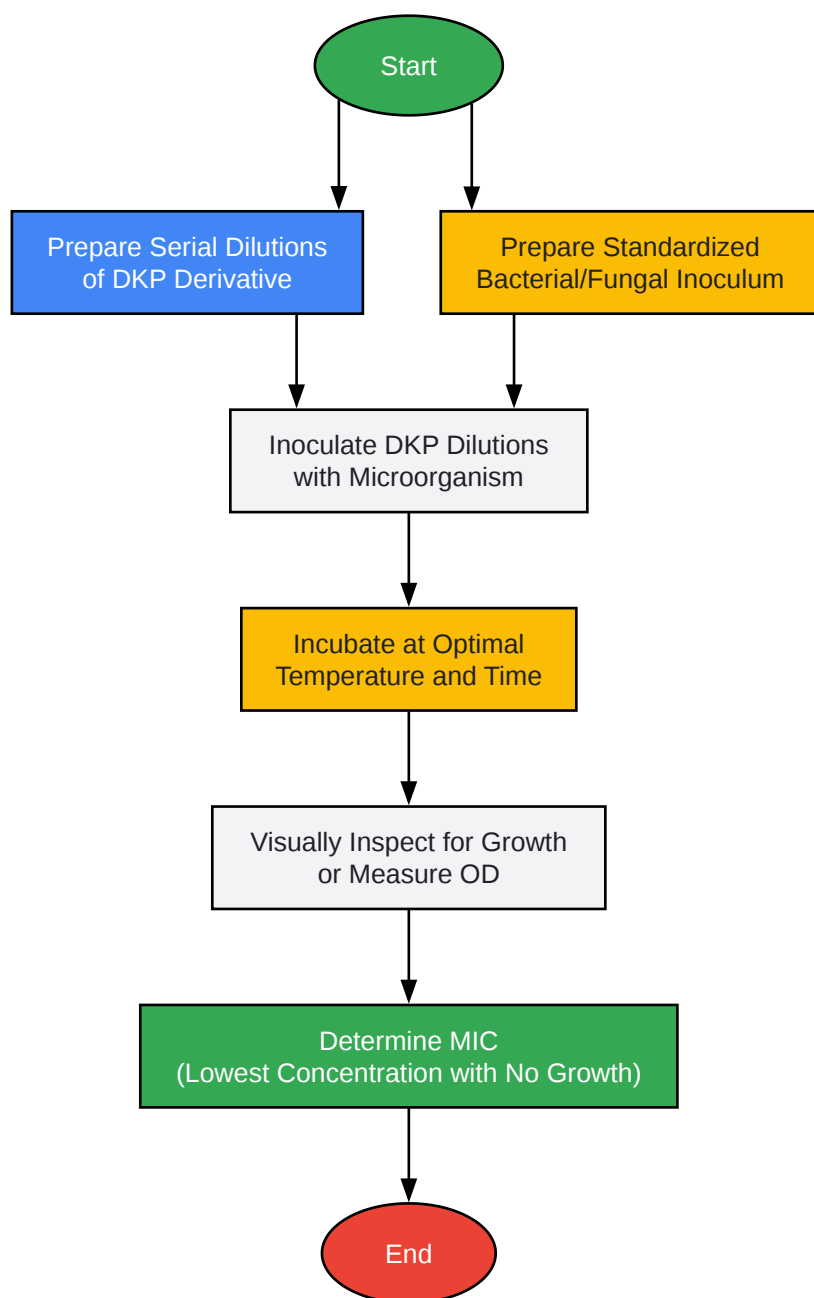 Start
Prepare Serial Dilutions
of DKP Derivative
Prepare Standardized
Bacterial/Fungal Inoculum
Inoculate DKP Dilutions
with Microorganism
Incubate at Optimal
Temperature and Time
Visually Inspect for Growth
or Measure OD
Determine MIC
(Lowest Concentration with No Growth)
End